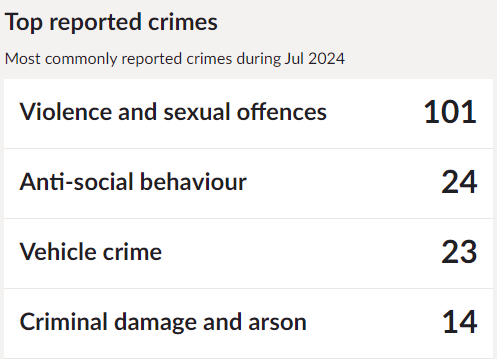 Top reported crimes
Most commonly reported crimes during Jul 2024
Violence and sexual offences 101
Anti-social behaviour 24
Vehicle crime 23
Criminal damage and arson 14